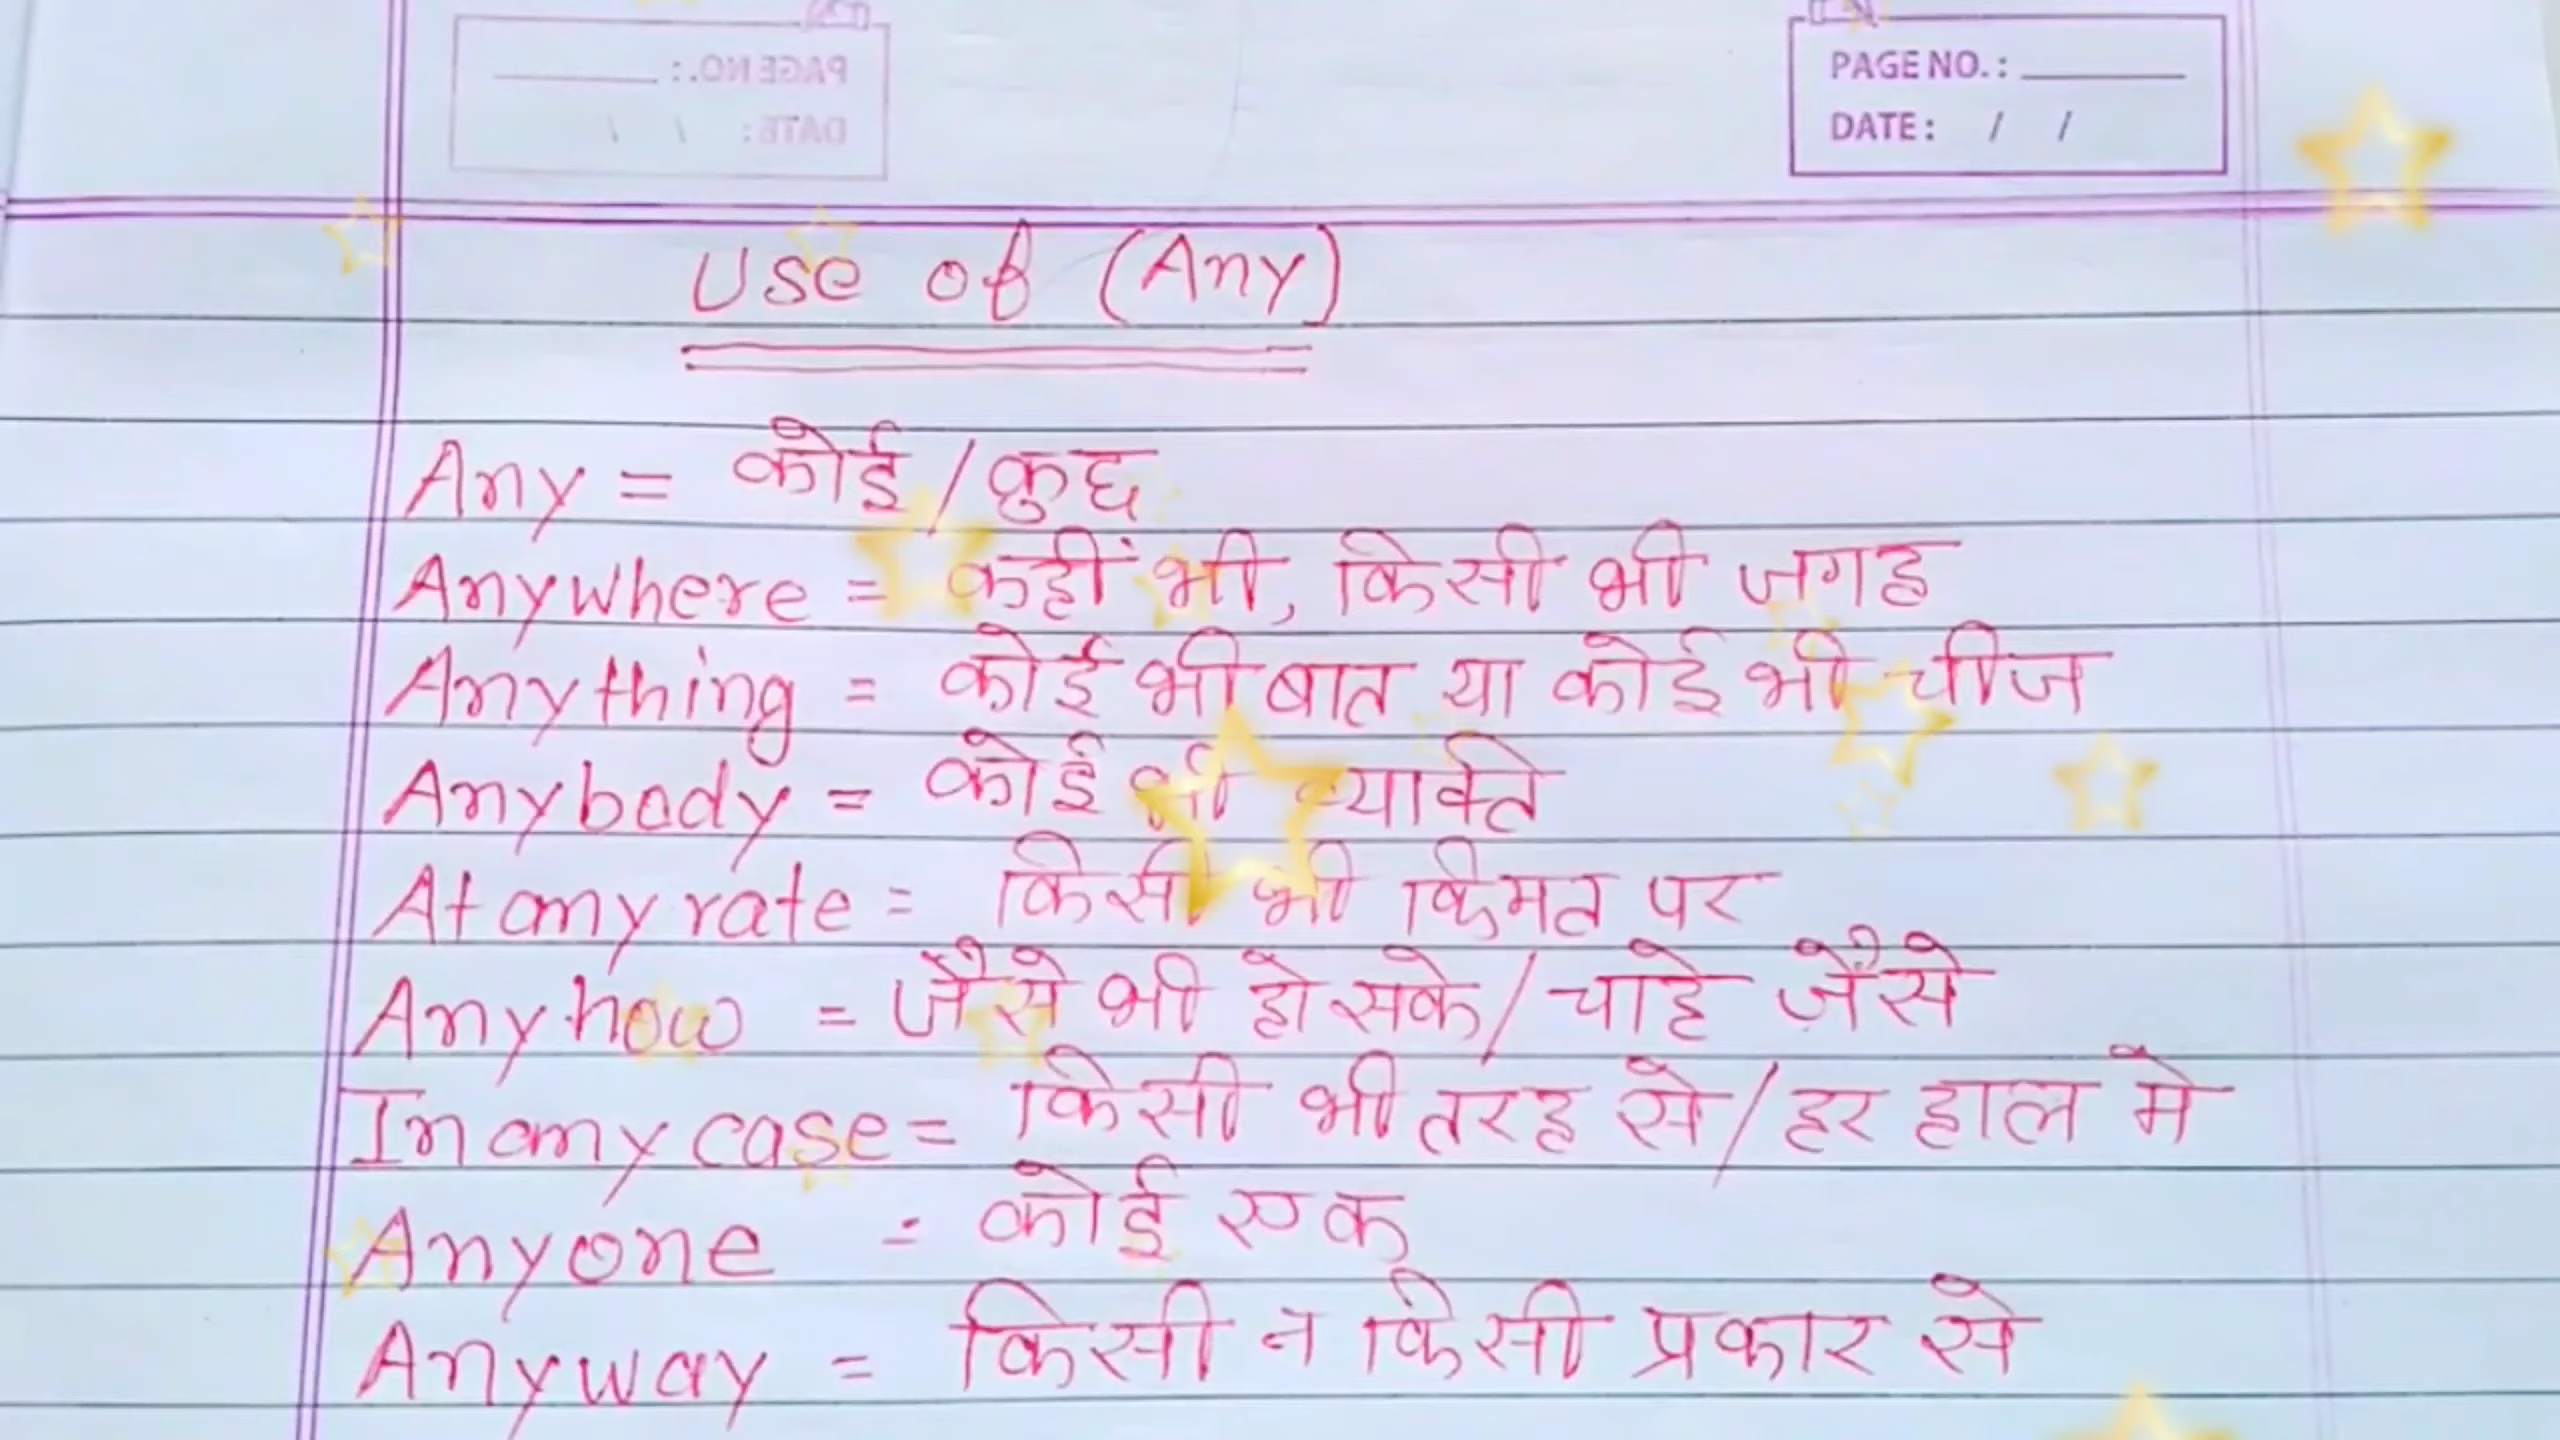 PAGE NO.:
DATE: / /
Use of (Any)
Any = कोई / कुछ
Anywhere = कहीं भी, किसी भी जगह
Anything = कोई भी बात या कोई भी चीज
Anybody = कोई भी व्यक्ति
At any rate = किसी भी किमत पर
Anyhow = जैसे भी हो सके / चाहे जैसे
In any case = किसी भी तरह से / हर हाल मे
Anyone = कोई एक
Anyway = किसी न किसी प्रकार से